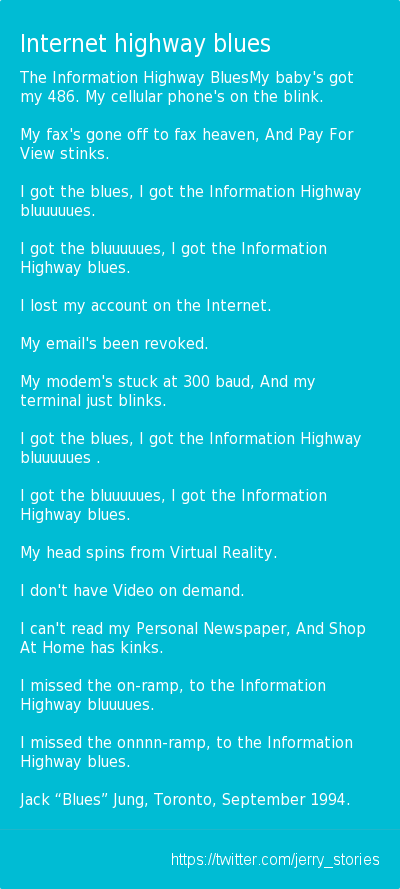 Internet highway blues
The Information Highway BluesMy baby's got
my 486. My cellular phone's on the blink.
My fax's gone off to fax heaven, And Pay For
View stinks.
I got the blues, I got the Information Highway
bluuuuues.
I got the bluuuuues, I got the Information
Highway blues.
I lost my account on the Internet.
My email's been revoked.
My modem's stuck at 300 baud, And my
terminal just blinks.
I got the blues, I got the Information Highway
bluuuuues .
I got the bluuuuues, I got the Information
Highway blues.
My head spins from Virtual Reality.
I don't have Video on demand.
I can't read my Personal Newspaper, And Shop
At Home has kinks.
I missed the on-ramp, to the Information
Highway bluuuues.
I missed the onnnn-ramp, to the Information
Highway blues.
Jack “Blues” Jung, Toronto, September 1994.
https://twitter.com/jerry_stories